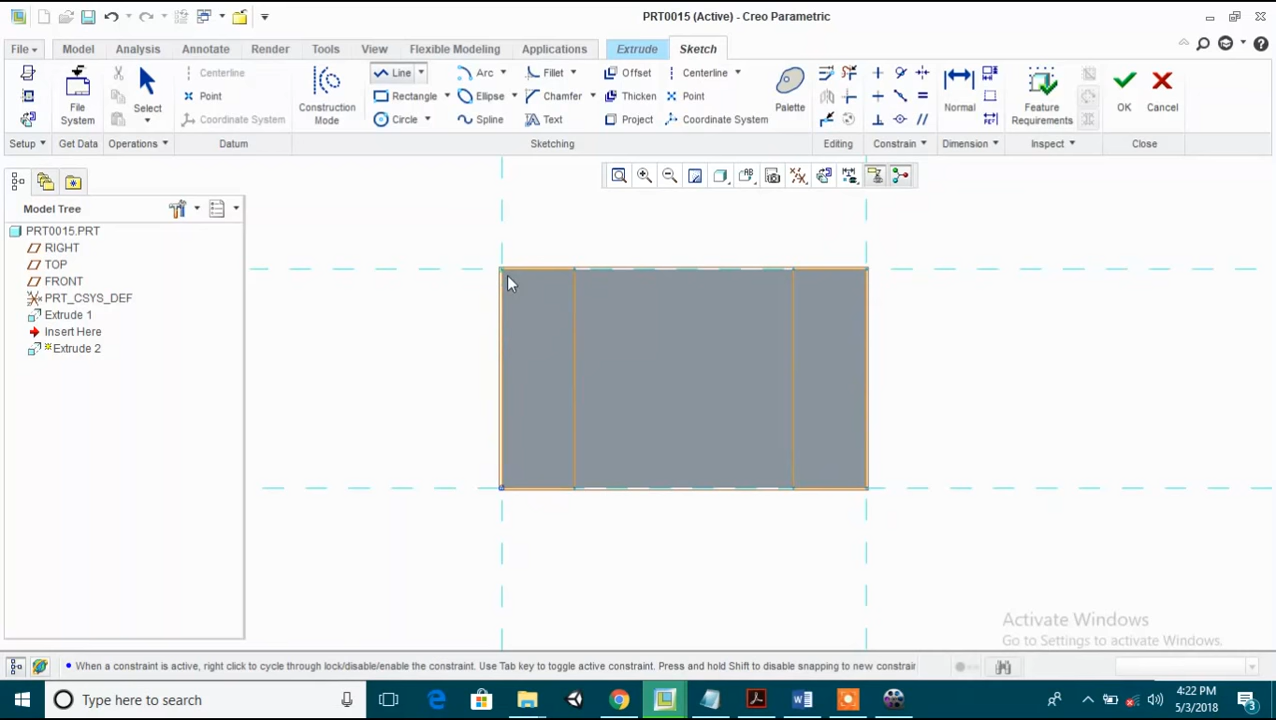 PRT0015 (Active) - Creo Parametric
File Model Analysis Annotate Render Tools View Flexible Modeling Applications Extrude Sketch
Centerline Line Arc Fillet Offset Centerline
Point Rectangle Ellipse Chamfer Thicken Point
Coordinate System Circle Spline Text Project Coordinate System
File System Select Construction Mode Palette Normal Feature Requirements OK Cancel
Setup Get Data Operations Datum Sketching Editing Constrain Dimension Inspect Close
Model Tree
PRT0015.PRT
RIGHT
TOP
FRONT
PRT_CSYS_DEF
Extrude 1
Insert Here
Extrude 2
Activate Windows
Go to Settings to activate Windows.
When a constraint is active, right click to cycle through lock/disable/enable the constraint. Use Tab key to toggle active constraint. Press and hold Shift to disable snapping to new constrair
Type here to search
4:22 PM
5/3/2018
3